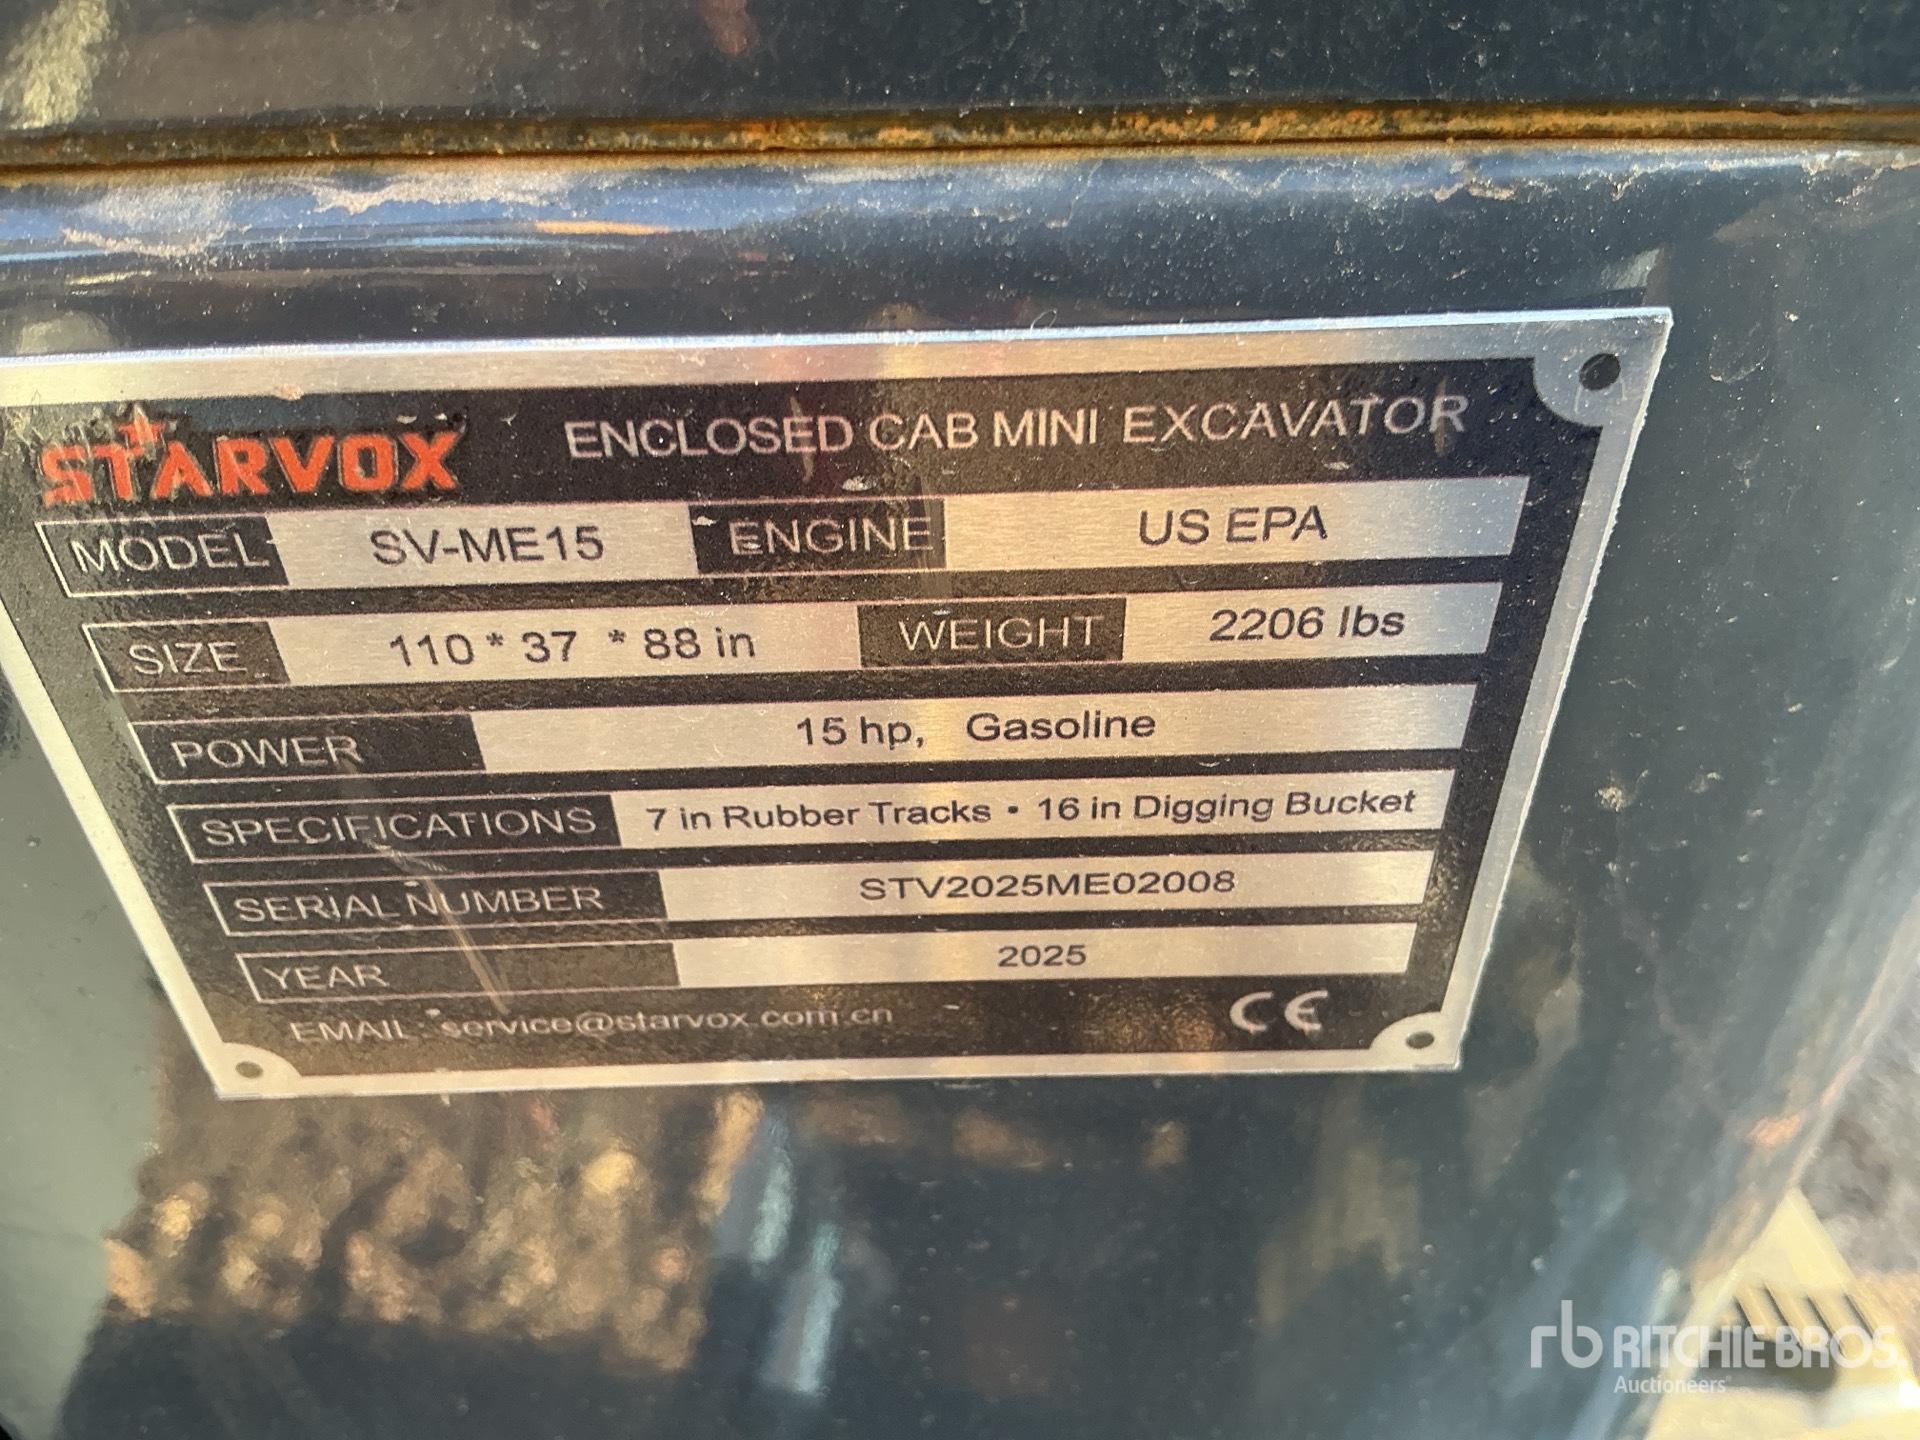 STARVOX ENCLOSED CAB MINI EXCAVATOR
MODEL SV-ME15 ENGINE US EPA
SIZE 110 * 37 * 88 in WEIGHT 2206 lbs
POWER 15 hp, Gasoline
SPECIFICATIONS 7 in Rubber Tracks • 16 in Digging Bucket
SERIAL NUMBER STV2025ME02008
YEAR 2025
EMAIL: service@starvox.com.cn CE
rb RITCHIE BROS.
Auctioneers